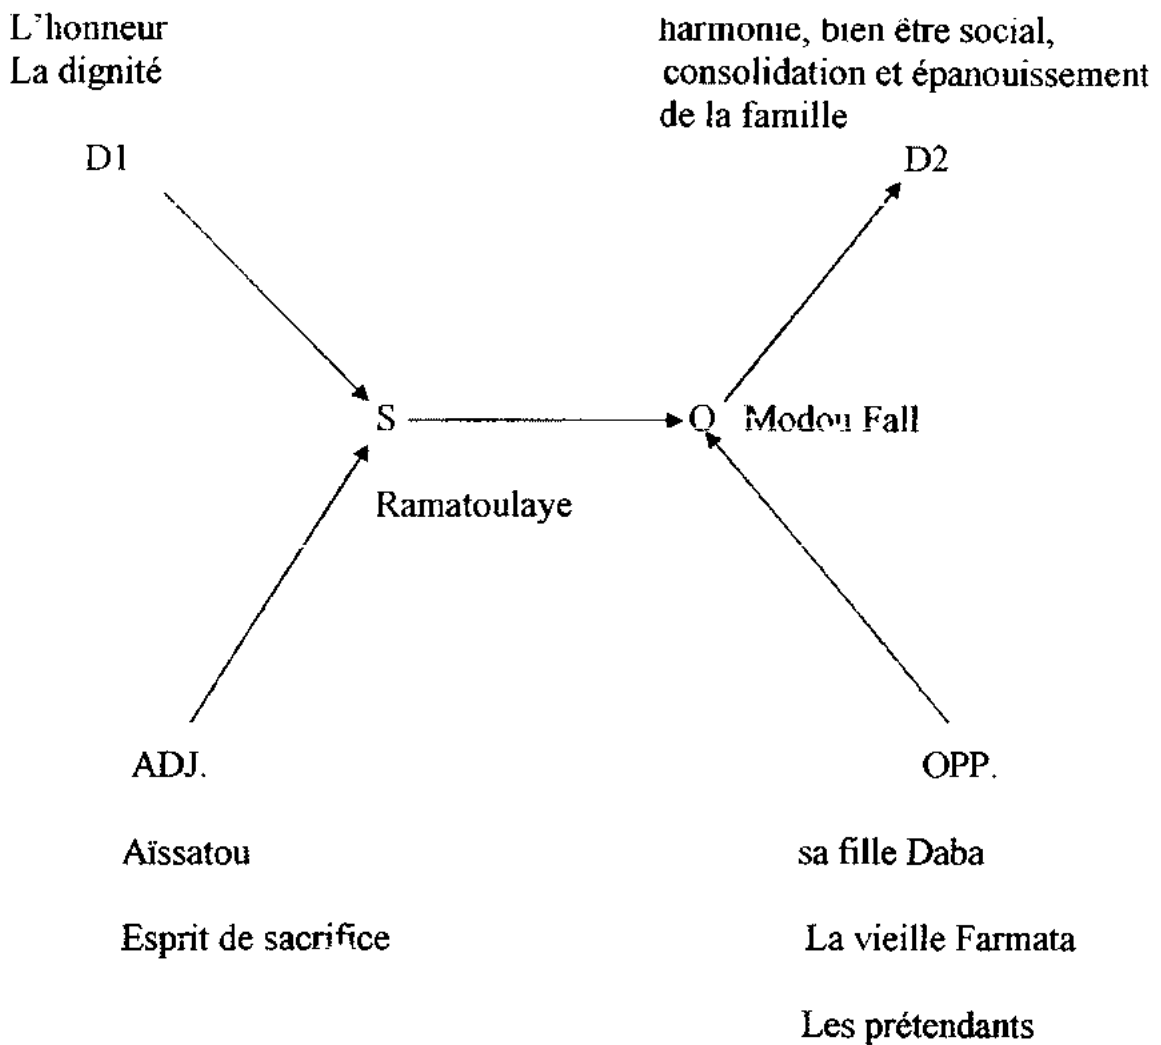 L'honneur
La dignité
harmonie, bien être social,
consolidation et épanouissement
de la famille
D1
D2
S
O Modou Fall
Ramatoulaye
ADJ.
OPP.
Aïssatou
sa fille Daba
Esprit de sacrifice
La vieille Farmata
Les prétendants